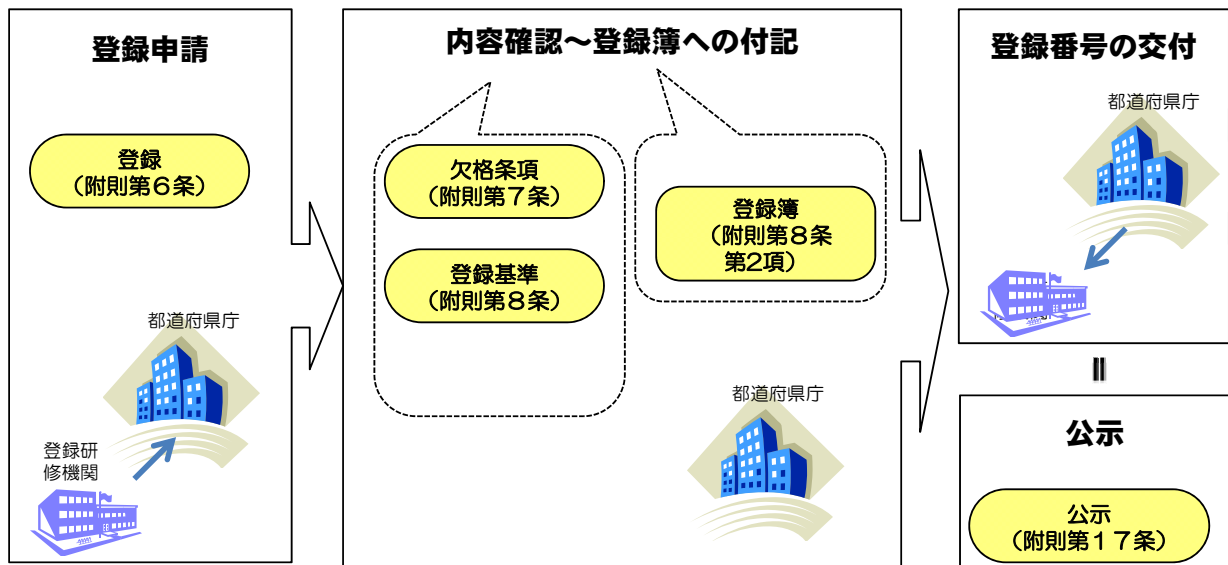 登録申請
登録
（附則第６条）
都道府県庁
登録研
修機関
内容確認～登録簿への付記
欠格条項
（附則第７条）
登録基準
（附則第８条）
登録簿
（附則第８条
第2項）
都道府県庁
登録番号の交付
都道府県庁
＝
公示
公示
（附則第１７条）